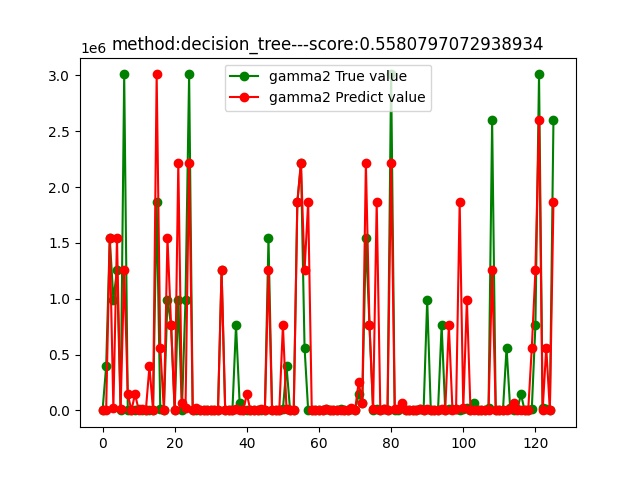 method:decision_tree---score:0.5580797072938934
1e6
gamma2 True value
gamma2 Predict value
3.0
2.5
2.0
1.5
1.0
0.5
0.0
0 20 40 60 80 100 120